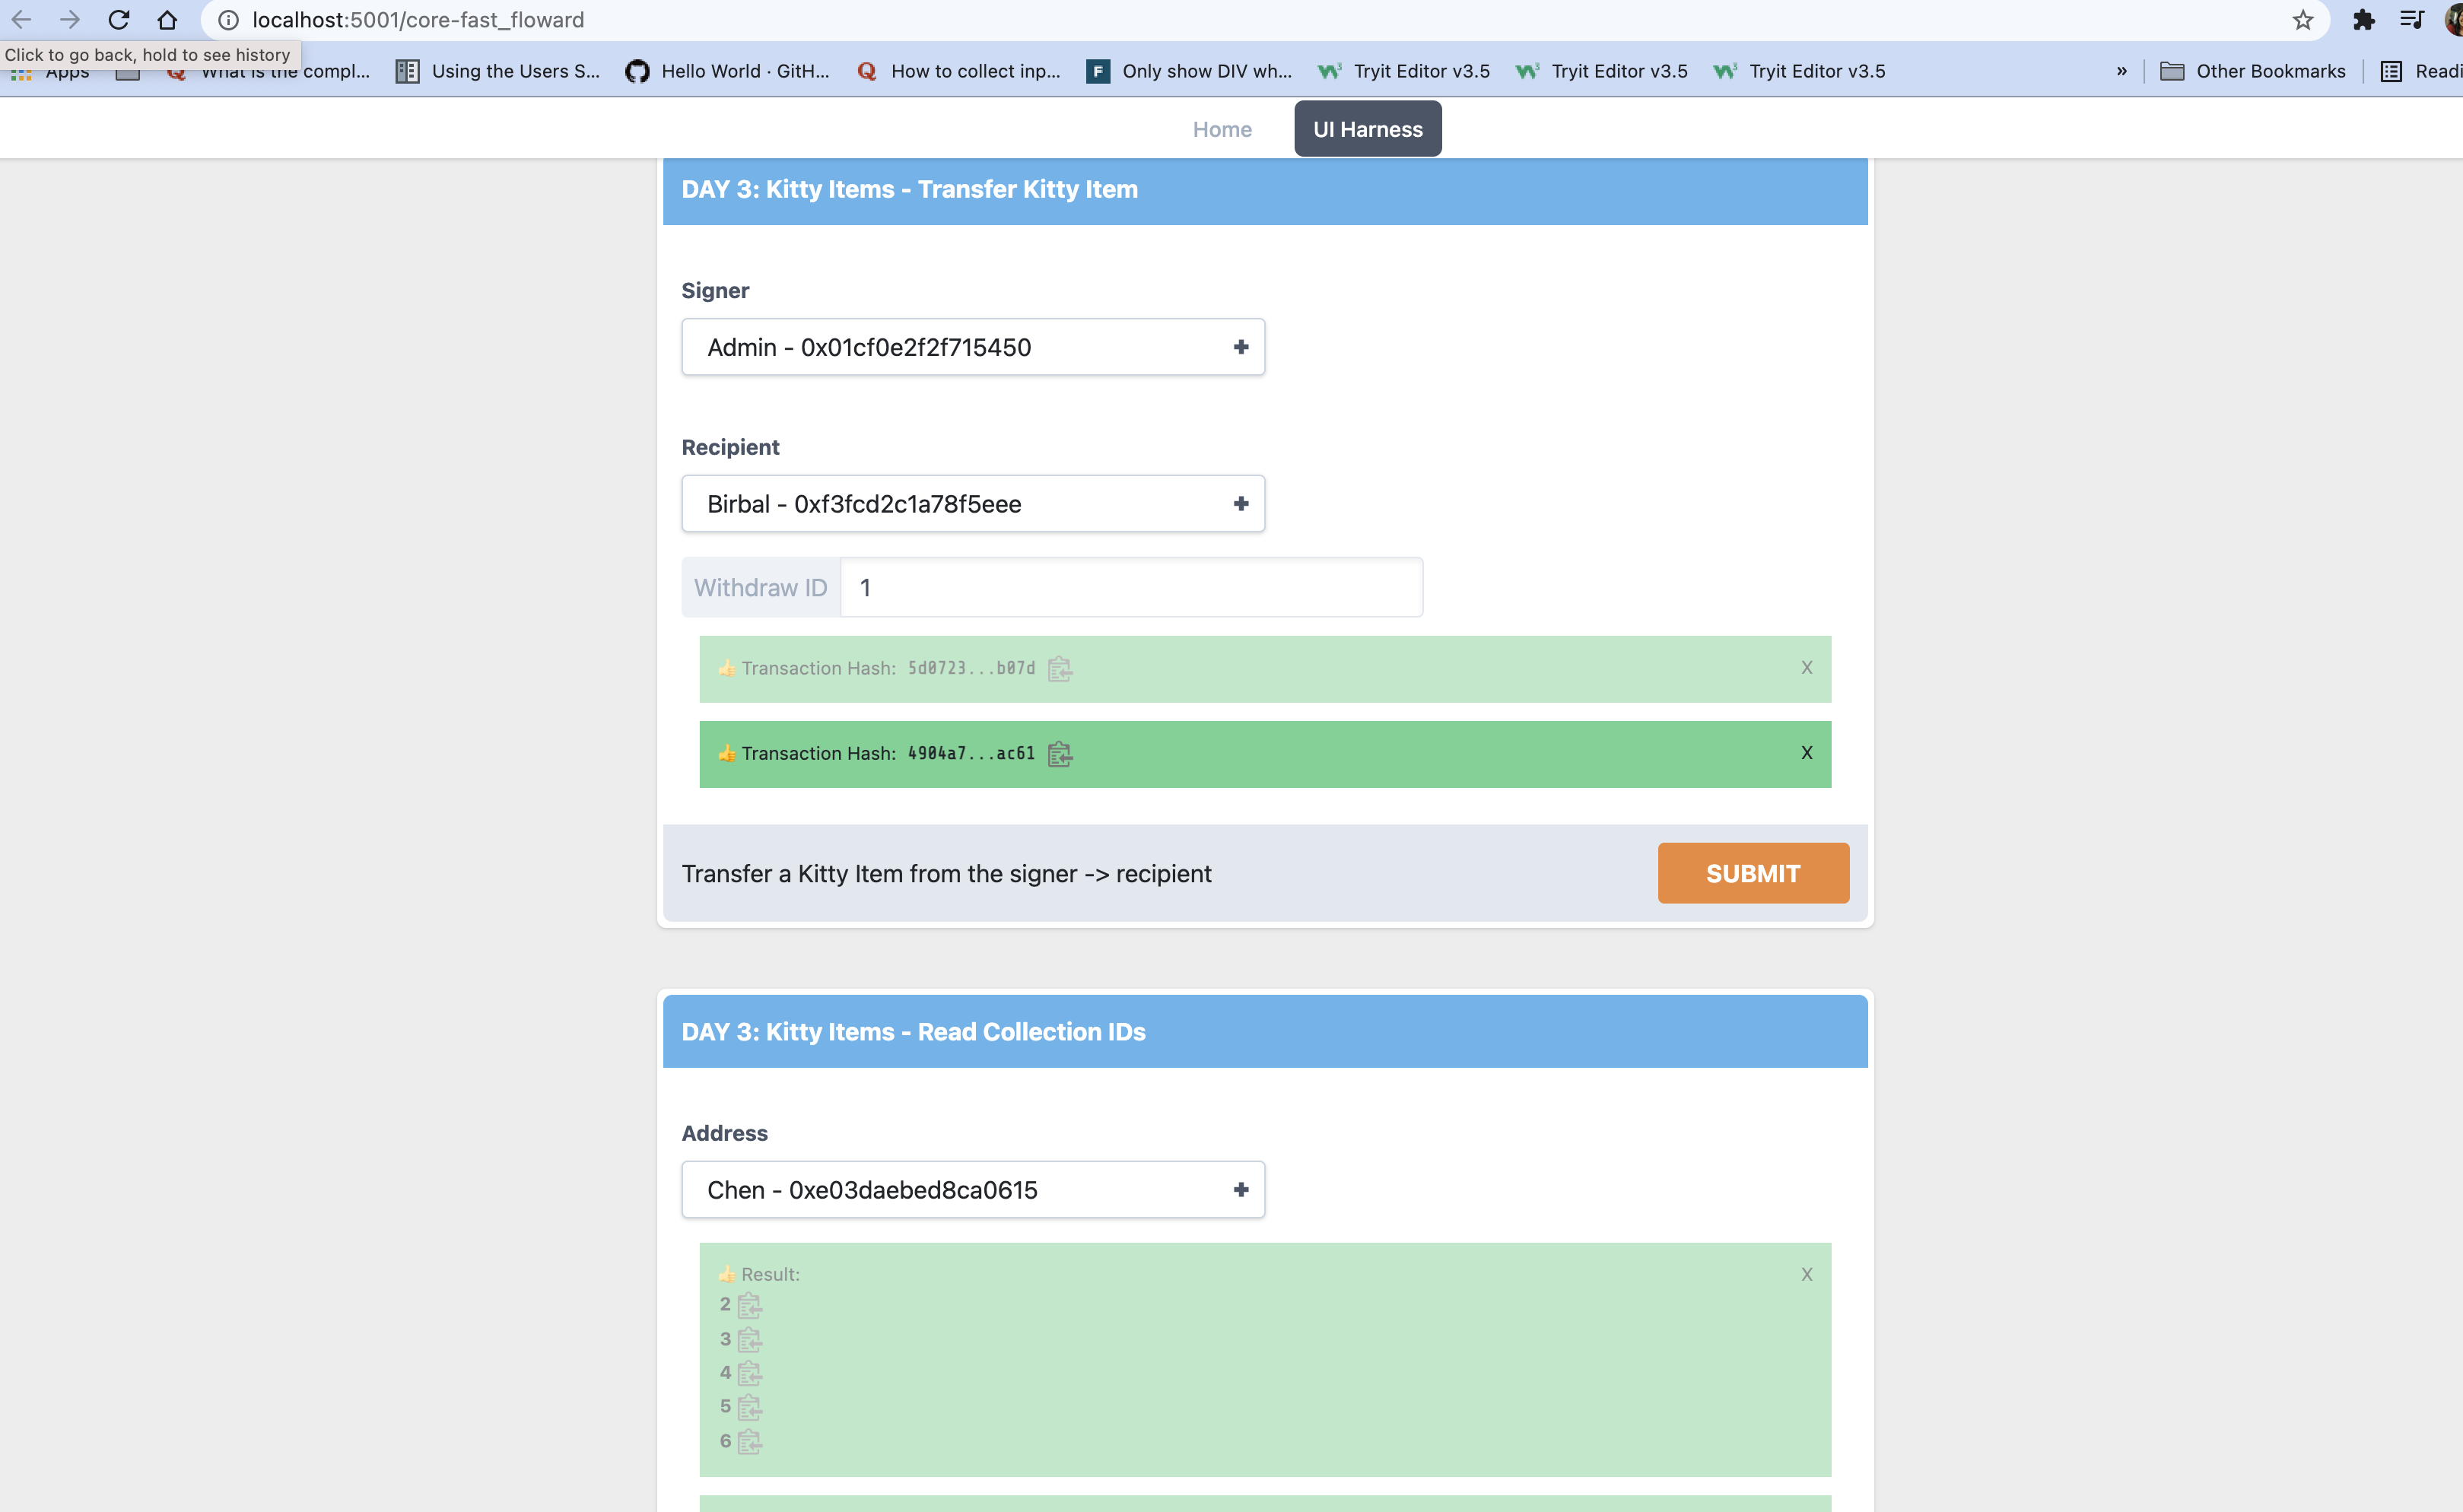 localhost:5001/core-fast_floward
Click to go back, hold to see history
Apps
What is the compl...
Using the Users S...
Hello World · GitH...
How to collect inp...
Only show DIV wh...
Tryit Editor v3.5
Tryit Editor v3.5
Tryit Editor v3.5
»
Other Bookmarks
Home
UI Harness
DAY 3: Kitty Items - Transfer Kitty Item
Signer
Admin - 0x01cf0e2f2f715450
Recipient
Birbal - 0xf3fcd2c1a78f5eee
Withdraw ID 1
👍 Transaction Hash: 5d0723...b07d X
👍 Transaction Hash: 4904a7...ac61 X
Transfer a Kitty Item from the signer -> recipient
SUBMIT
DAY 3: Kitty Items - Read Collection IDs
Address
Chen - 0xe03daebed8ca0615
👍 Result: X
2
3
4
5
6